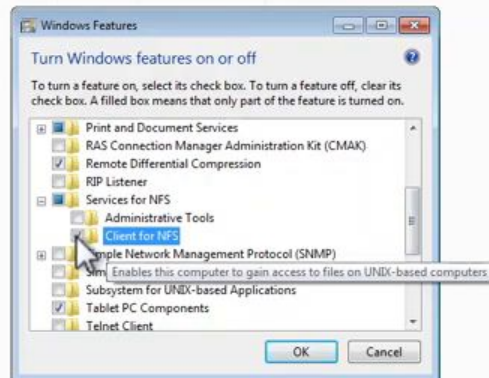 Windows Features
Turn Windows features on or off
To turn a feature on, select its check box. To turn a feature off, clear its
check box. A filled box means that only part of the feature is turned on.
Print and Document Services
RAS Connection Manager Administration Kit (CMAK)
Remote Differential Compression
RIP Listener
Services for NFS
Administrative Tools
Client for NFS
mple Network Management Protocol (SNMP)
Sim
Enables this computer to gain access to files on UNIX-based computers
Subsystem for UNIX-based Applications
Tablet PC Components
Telnet Client
OK
Cancel